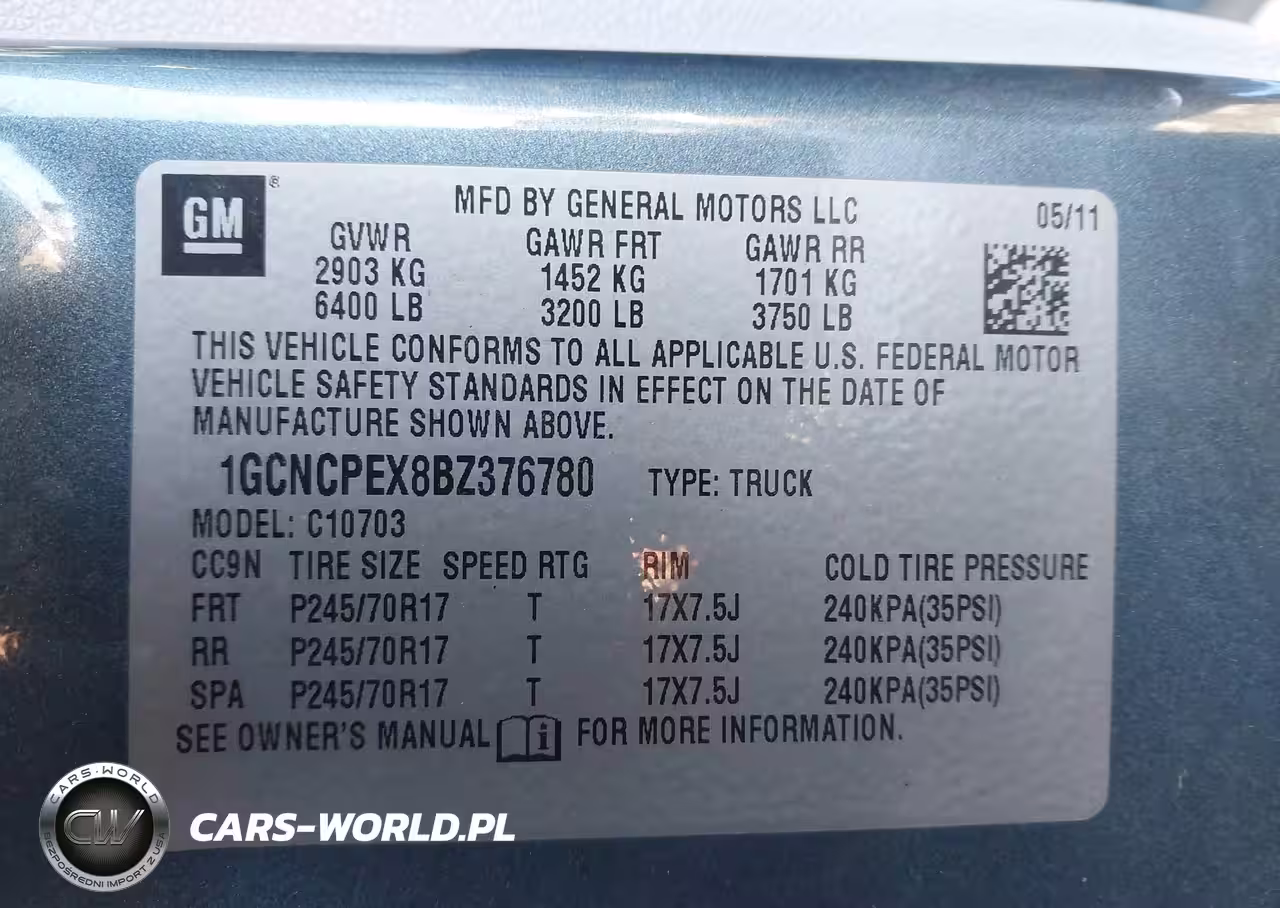 GM ®
MFD BY GENERAL MOTORS LLC 05/11
GVWR GAWR FRT GAWR RR
2903 KG 1452 KG 1701 KG
6400 LB 3200 LB 3750 LB
THIS VEHICLE CONFORMS TO ALL APPLICABLE U.S. FEDERAL MOTOR
VEHICLE SAFETY STANDARDS IN EFFECT ON THE DATE OF
MANUFACTURE SHOWN ABOVE.
1GCNCPEX8BZ376780 TYPE: TRUCK
MODEL: C10703
CC9N TIRE SIZE SPEED RTG RIM COLD TIRE PRESSURE
FRT P245/70R17 T 17X7.5J 240KPA(35PSI)
RR P245/70R17 T 17X7.5J 240KPA(35PSI)
SPA P245/70R17 T 17X7.5J 240KPA(35PSI)
SEE OWNER'S MANUAL i FOR MORE INFORMATION.
CARS-WORLD
CW
BEZPOŚREDNI IMPORT Z USA
CARS-WORLD.PL